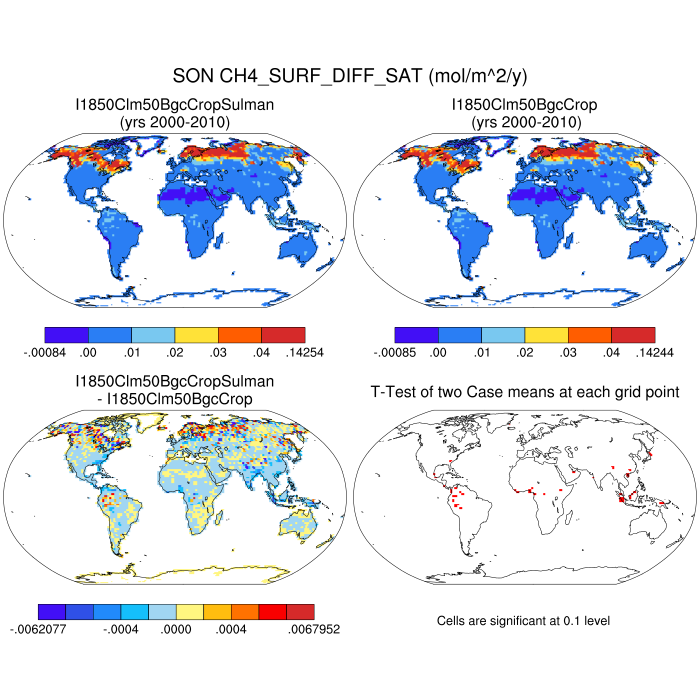 SON CH4_SURF_DIFF_SAT (mol/m^2/y)
I1850Clm50BgcCropSulman
(yrs 2000-2010)
I1850Clm50BgcCrop
(yrs 2000-2010)
-.00084 .00 .01 .02 .03 .04 .14254
-.00085 .00 .01 .02 .03 .04 .14244
I1850Clm50BgcCropSulman
- I1850Clm50BgcCrop
T-Test of two Case means at each grid point
-.0062077 -.0004 .0000 .0004 .0067952
Cells are significant at 0.1 level